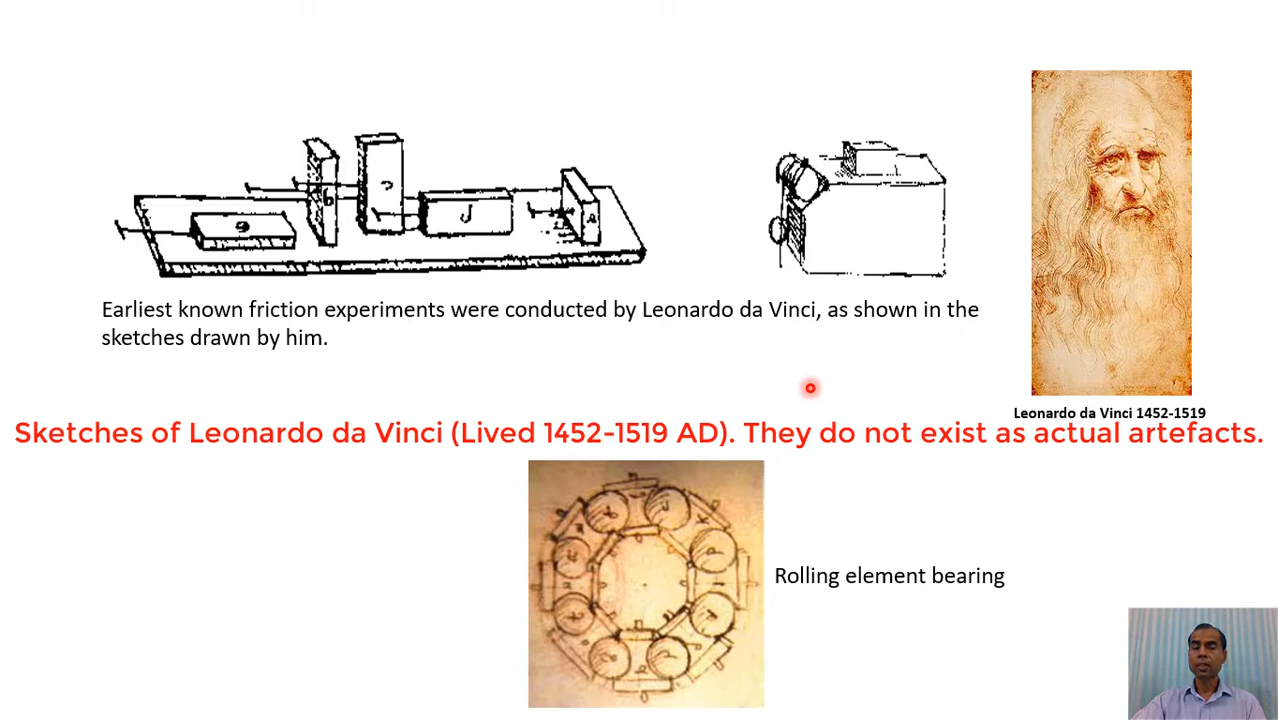 Earliest known friction experiments were conducted by Leonardo da Vinci, as shown in the
sketches drawn by him.
Leonardo da Vinci 1452-1519
Sketches of Leonardo da Vinci (Lived 1452-1519 AD). They do not exist as actual artefacts.
Rolling element bearing